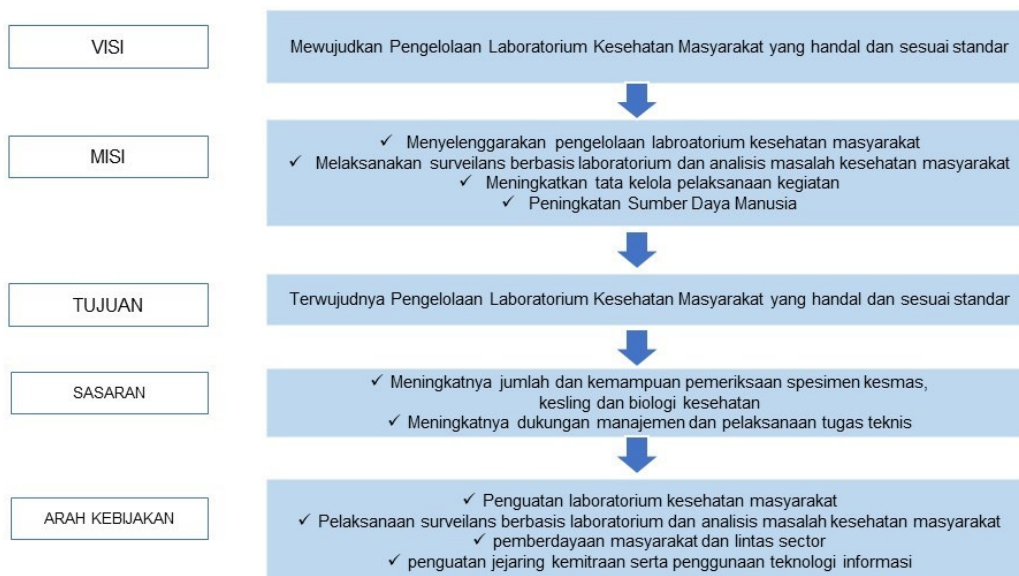 VISI
Mewujudkan Pengelolaan Laboratorium Kesehatan Masyarakat yang handal dan sesuai standar
MISI
✓ Menyelenggarakan pengelolaan labroatorium kesehatan masyarakat
✓ Melaksanakan surveilans berbasis laboratorium dan analisis masalah kesehatan masyarakat
✓ Meningkatkan tata kelola pelaksanaan kegiatan
✓ Peningkatan Sumber Daya Manusia
TUJUAN
Terwujudnya Pengelolaan Laboratorium Kesehatan Masyarakat yang handal dan sesuai standar
SASARAN
✓ Meningkatnya jumlah dan kemampuan pemeriksaan spesimen kesmas,
kesling dan biologi kesehatan
✓ Meningkatnya dukungan manajemen dan pelaksanaan tugas teknis
ARAH KEBIJAKAN
✓ Penguatan laboratorium kesehatan masyarakat
✓ Pelaksanaan surveilans berbasis laboratorium dan analisis masalah kesehatan masyarakat
✓ pemberdayaan masyarakat dan lintas sector
✓ penguatan jejaring kemitraan serta penggunaan teknologi informasi